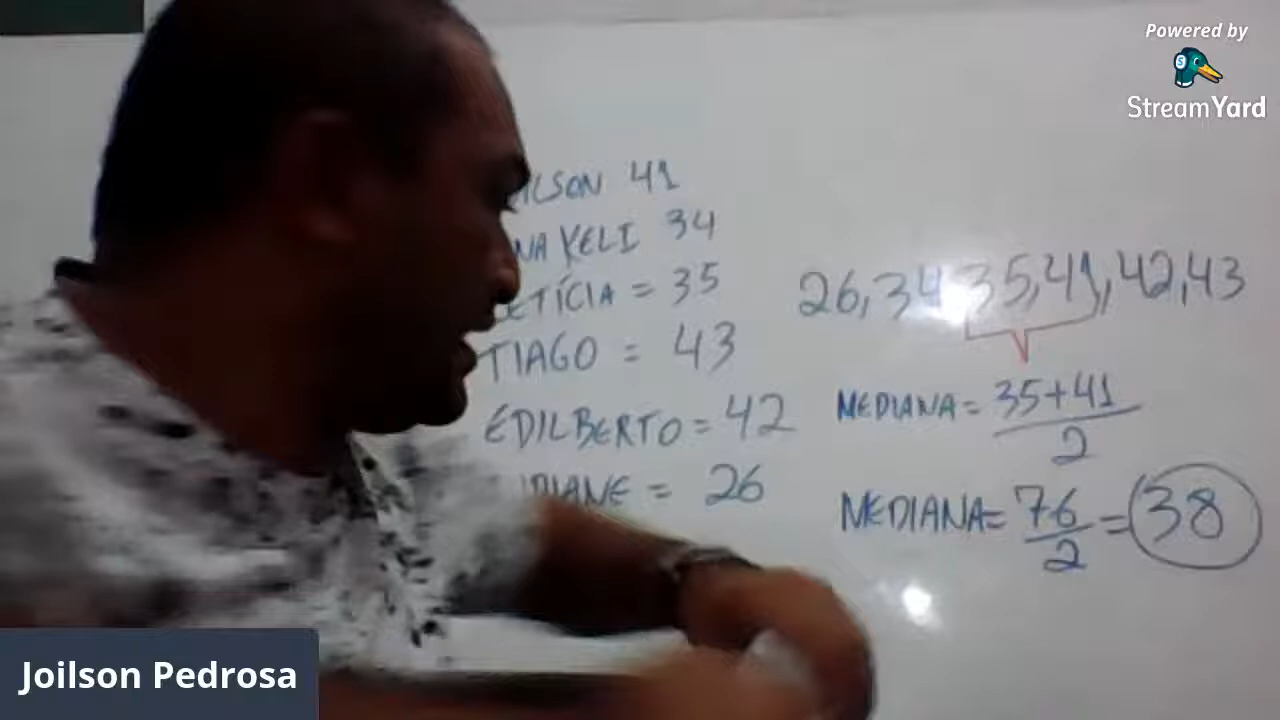 Powered by
StreamYard
ILSON 41
NA KELI 34
ETÍCIA = 35
TIAGO = 43
EDILBERTO = 42
DIANE = 26
26, 34 35, 41, 42, 43
MEDIANA = 35+41
2
MEDIANA = 76
2
= 38
Joilson Pedrosa